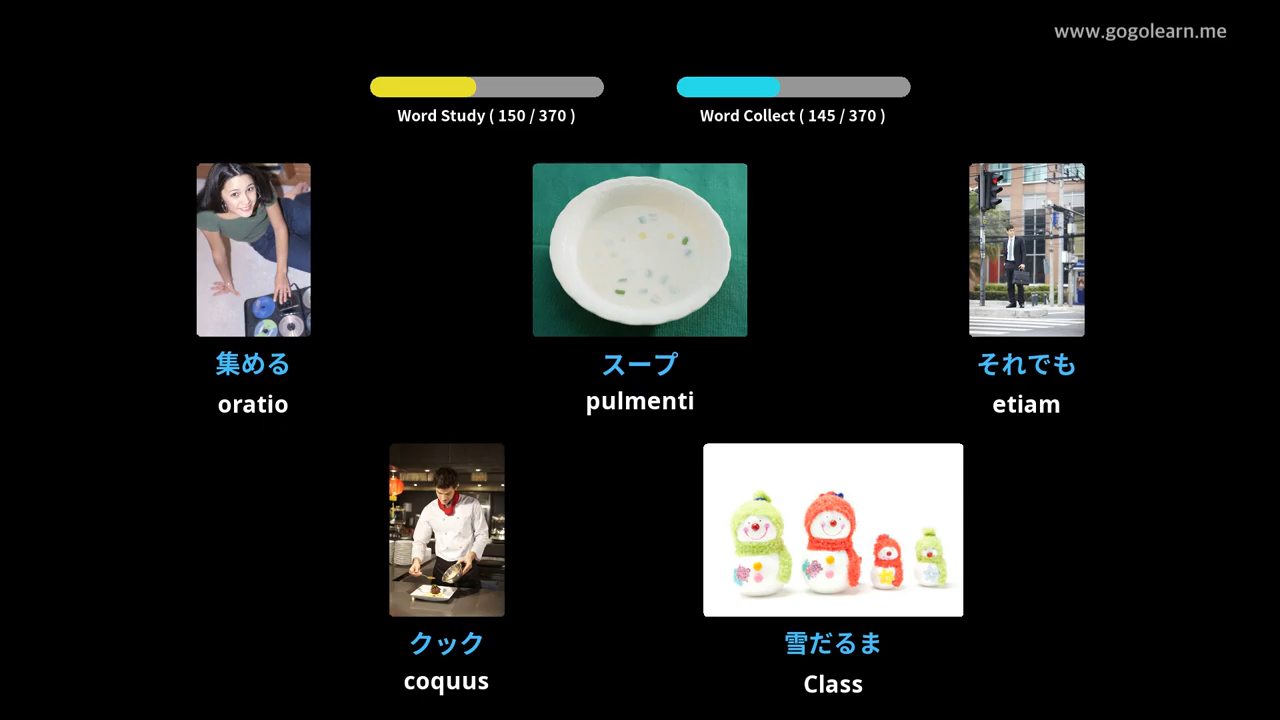 www.gogolearn.me
Word Study ( 150 / 370 )
Word Collect ( 145 / 370 )
集める
oratio
スープ
pulmenti
それでも
etiam
クック
coquus
雪だるま
Class